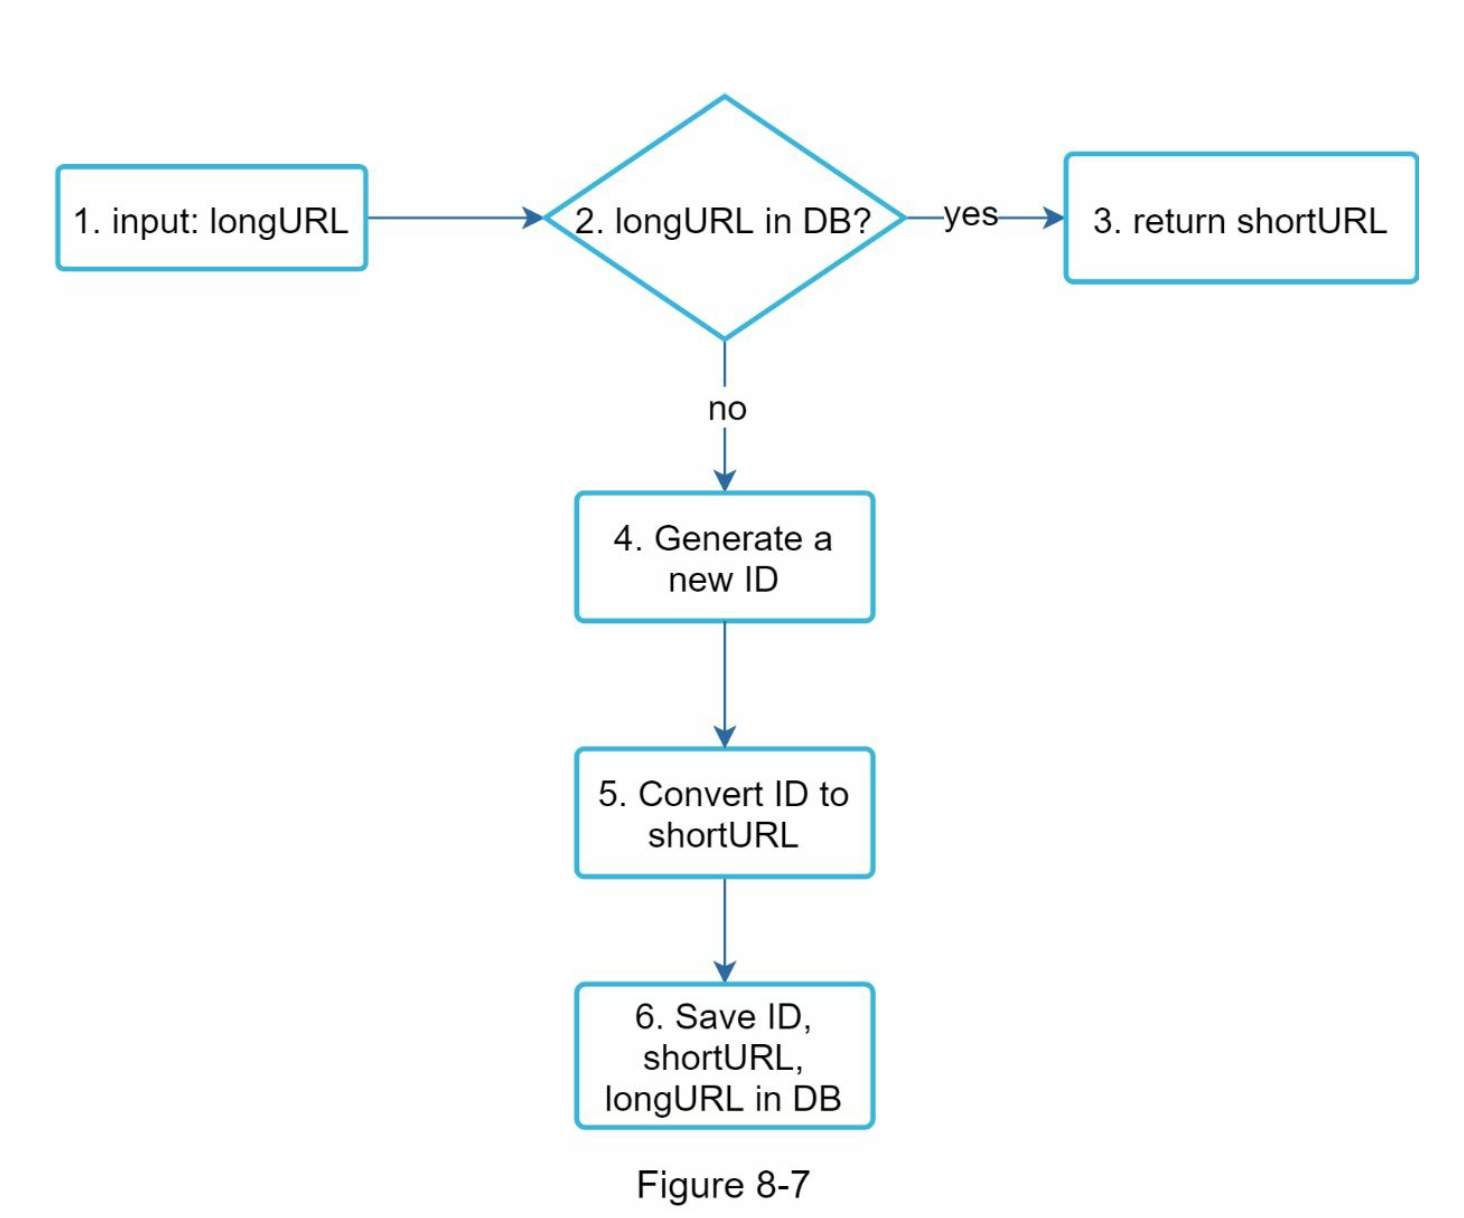 1. input: longURL
2. longURL in DB?
yes
3. return shortURL
no
4. Generate a
new ID
5. Convert ID to
shortURL
6. Save ID,
shortURL,
longURL in DB
Figure 8-7